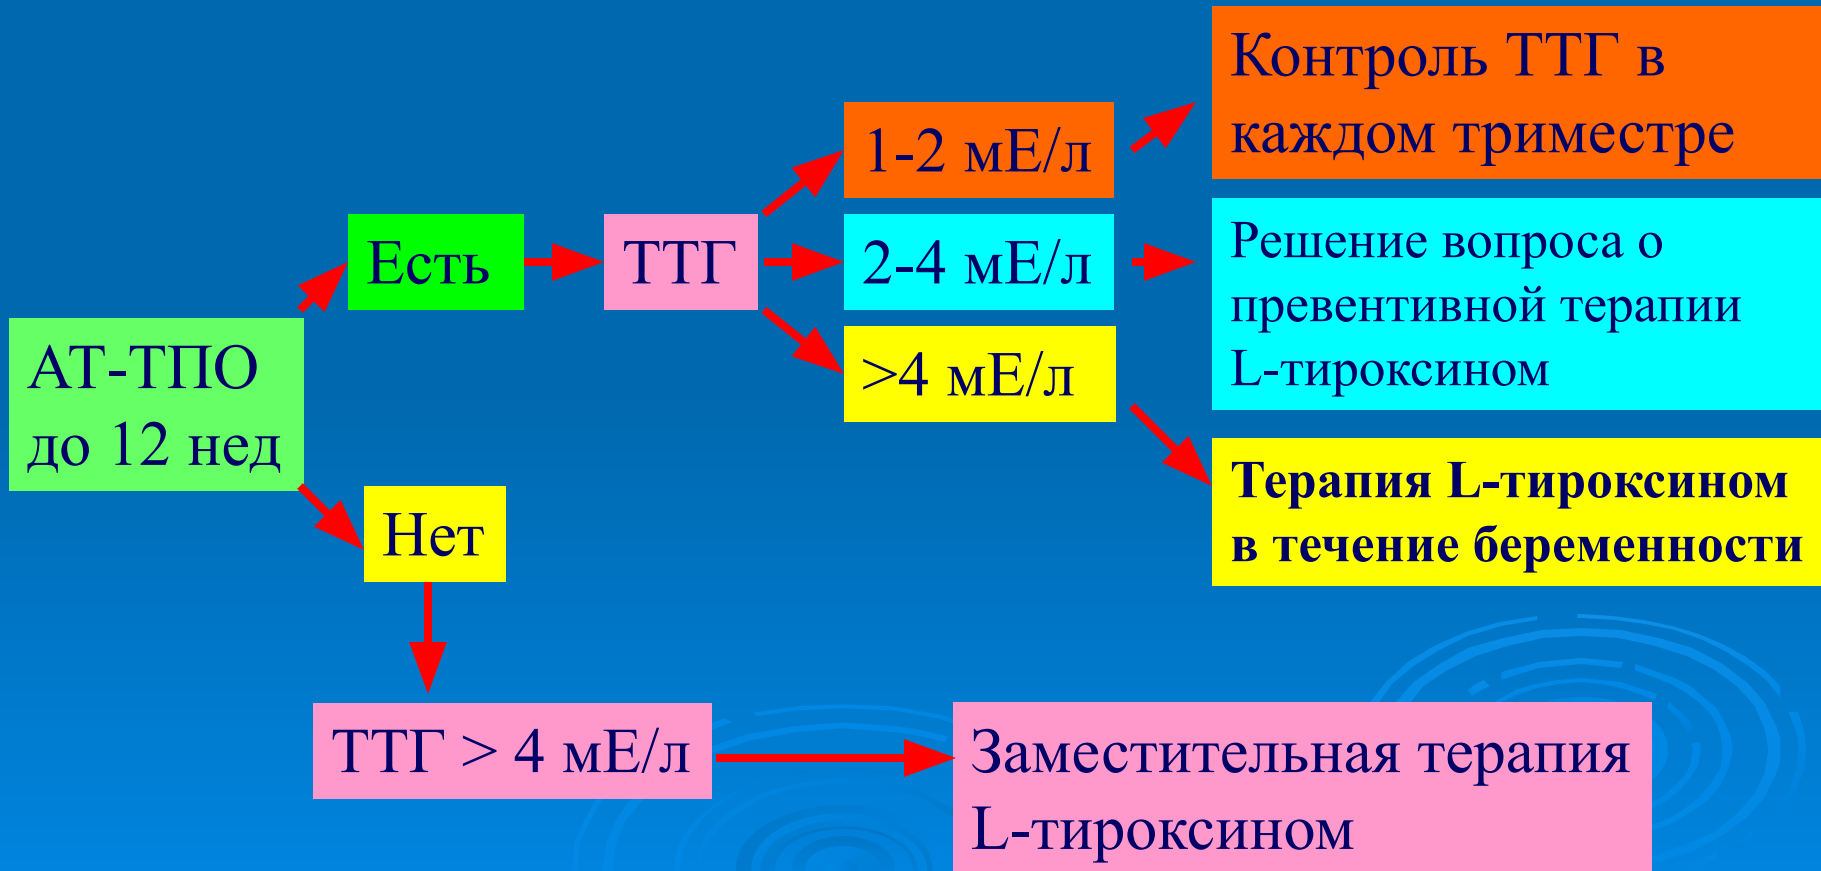 АТ-ТПО
до 12 нед
Есть
ТТГ
1-2 мЕ/л
Контроль ТТГ в
каждом триместре
2-4 мЕ/л
Решение вопроса о
превентивной терапии
L-тироксином
>4 мЕ/л
Терапия L-тироксином
в течение беременности
Нет
ТТГ > 4 мЕ/л
Заместительная терапия
L-тироксином